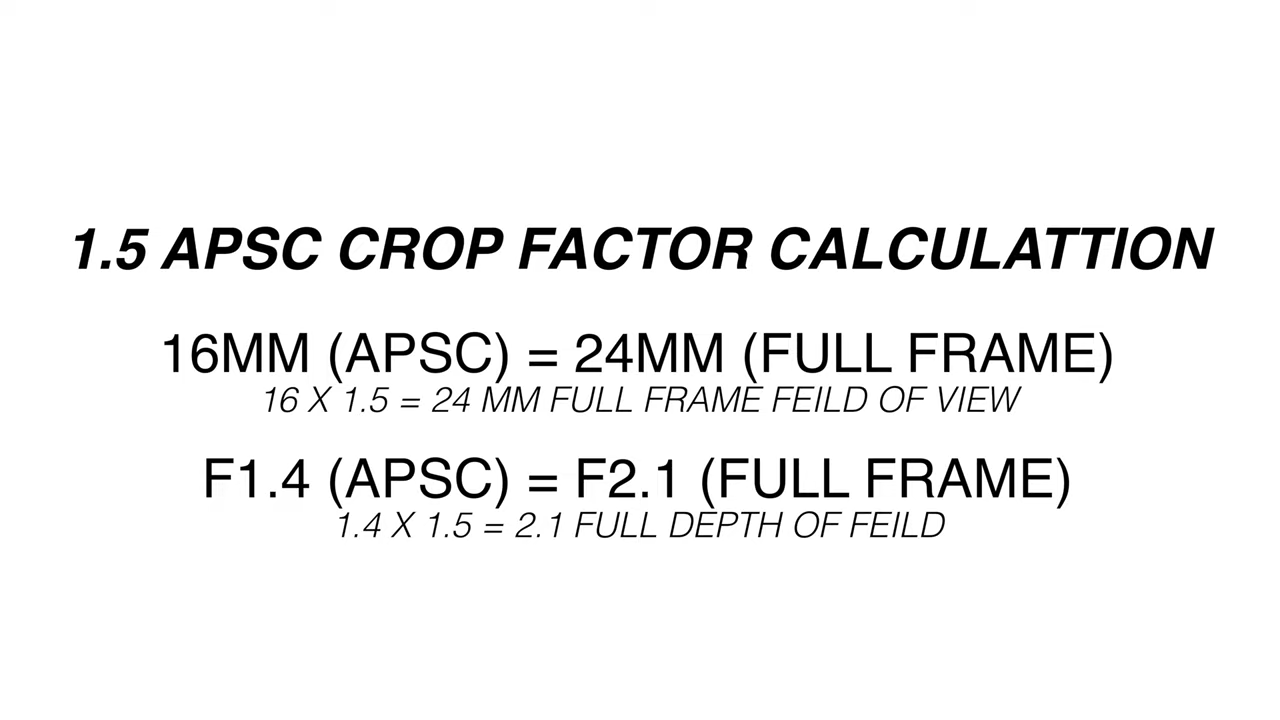 1.5 APSC CROP FACTOR CALCULATTION
16MM (APSC) = 24MM (FULL FRAME)
16 X 1.5 = 24 MM FULL FRAME FEILD OF VIEW
F1.4 (APSC) = F2.1 (FULL FRAME)
1.4 X 1.5 = 2.1 FULL DEPTH OF FEILD